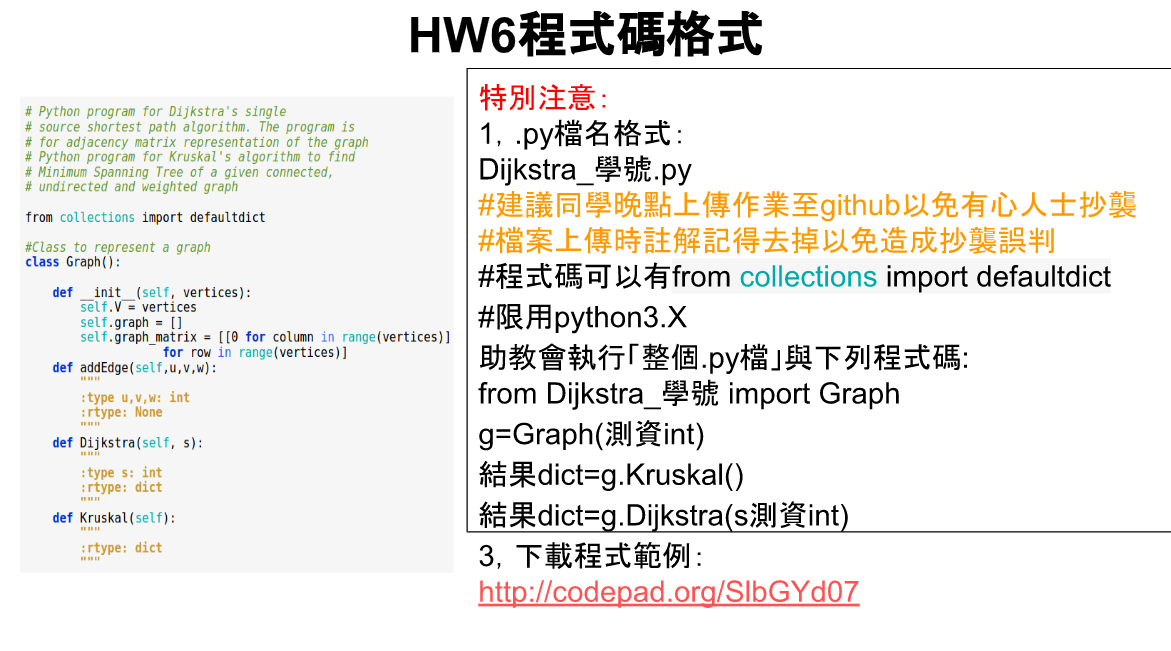 HW6程式碼格式
# Python program for Dijkstra's single
# source shortest path algorithm. The program is
# for adjacency matrix representation of the graph
# Python program for Kruskal's algorithm to find
# Minimum Spanning Tree of a given connected,
# undirected and weighted graph
from collections import defaultdict
#Class to represent a graph
class Graph():
    def __init__(self, vertices):
        self.V = vertices
        self.graph = []
        self.graph_matrix = [[0 for column in range(vertices)]
                    for row in range(vertices)]
    def addEdge(self,u,v,w):
        """
        :type u,v,w: int
        :rtype: None
        """
    def Dijkstra(self, s):
        """
        :type s: int
        :rtype: dict
        """
    def Kruskal(self):
        """
        :rtype: dict
        """
特別注意：
1，.py檔名格式：
Dijkstra_學號.py
#建議同學晚點上傳作業至github以免有心人士抄襲
#檔案上傳時註解記得去掉以免造成抄襲誤判
#程式碼可以有from collections import defaultdict
#限用python3.X
助教會執行「整個.py檔」與下列程式碼:
from Dijkstra_學號 import Graph
g=Graph(測資int)
結果dict=g.Kruskal()
結果dict=g.Dijkstra(s測資int)
3，下載程式範例：
http://codepad.org/SlbGYd07